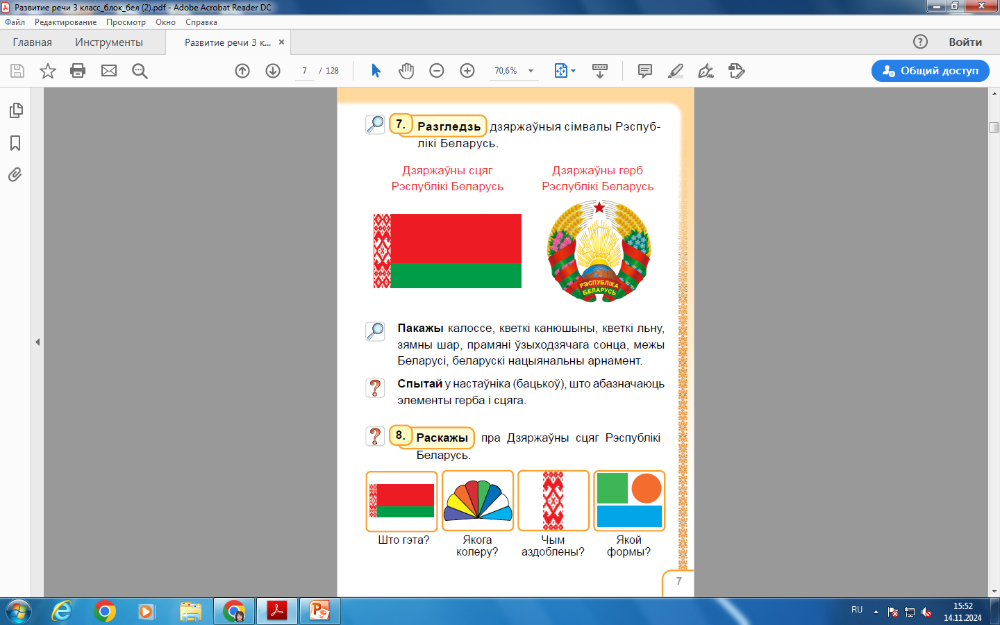 Развитие речи 3 класс_блок_бел (2).pdf - Adobe Acrobat Reader DC
Файл Редактирование Просмотр Окно Справка
Главная Инструменты Развитие речи 3 к... ×
Войти
7 / 128 70,6% Общий доступ
7. Разгледзь дзяржаўныя сімвалы Рэспуб-
лікі Беларусь.
Дзяржаўны сцяг
Рэспублікі Беларусь
Дзяржаўны герб
Рэспублікі Беларусь
РЭСПУБЛІКА
БЕЛАРУСЬ
Пакажы калоссе, кветкі канюшыны, кветкі льну,
зямны шар, прамяні ўзыходзячага сонца, межы
Беларусі, беларускі нацыянальны арнамент.
Спытай у настаўніка (бацькоў), што абазначаюць
элементы герба і сцяга.
8. Раскажы пра Дзяржаўны сцяг Рэспублікі
Беларусь.
Што гэта?
Якога
колеру?
Чым
аздоблены?
Якой
формы?
7
RU
15:52
14.11.2024